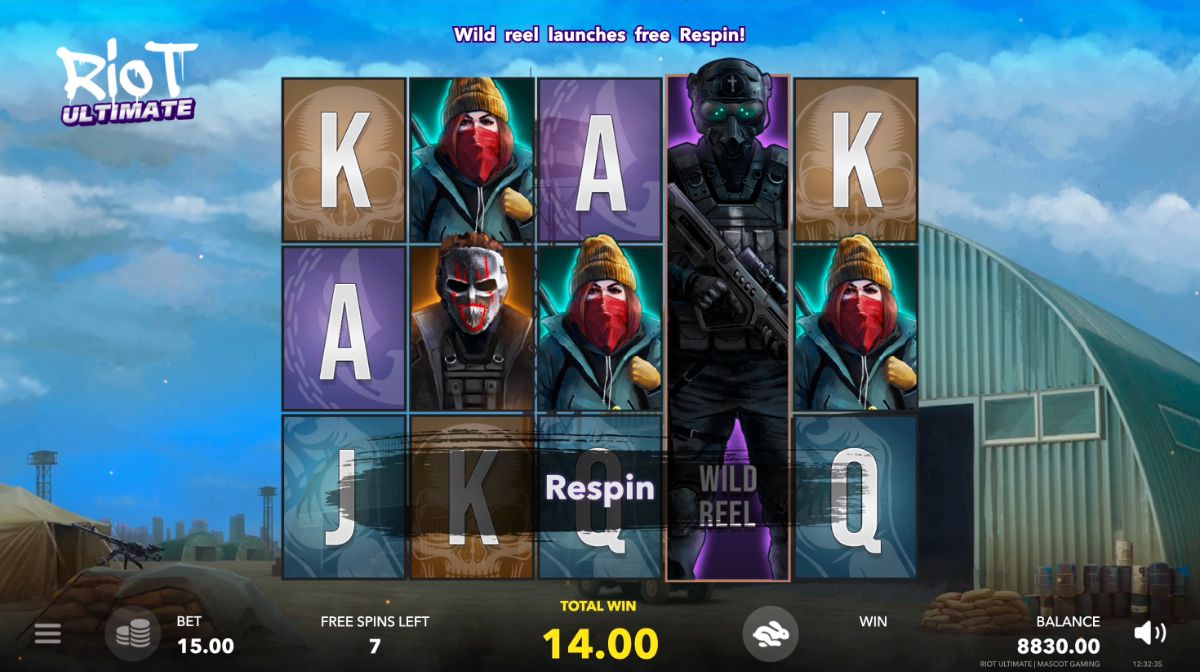 Wild reel launches free Respin!
RioT
ULTIMATE
K
A
K
A
J
K
Q
WILD
REEL
Q
Respin
BET
15.00
FREE SPINS LEFT
7
TOTAL WIN
14.00
WIN
BALANCE
8830.00
RIOT ULTIMATE | MASCOT GAMING
12:32:35